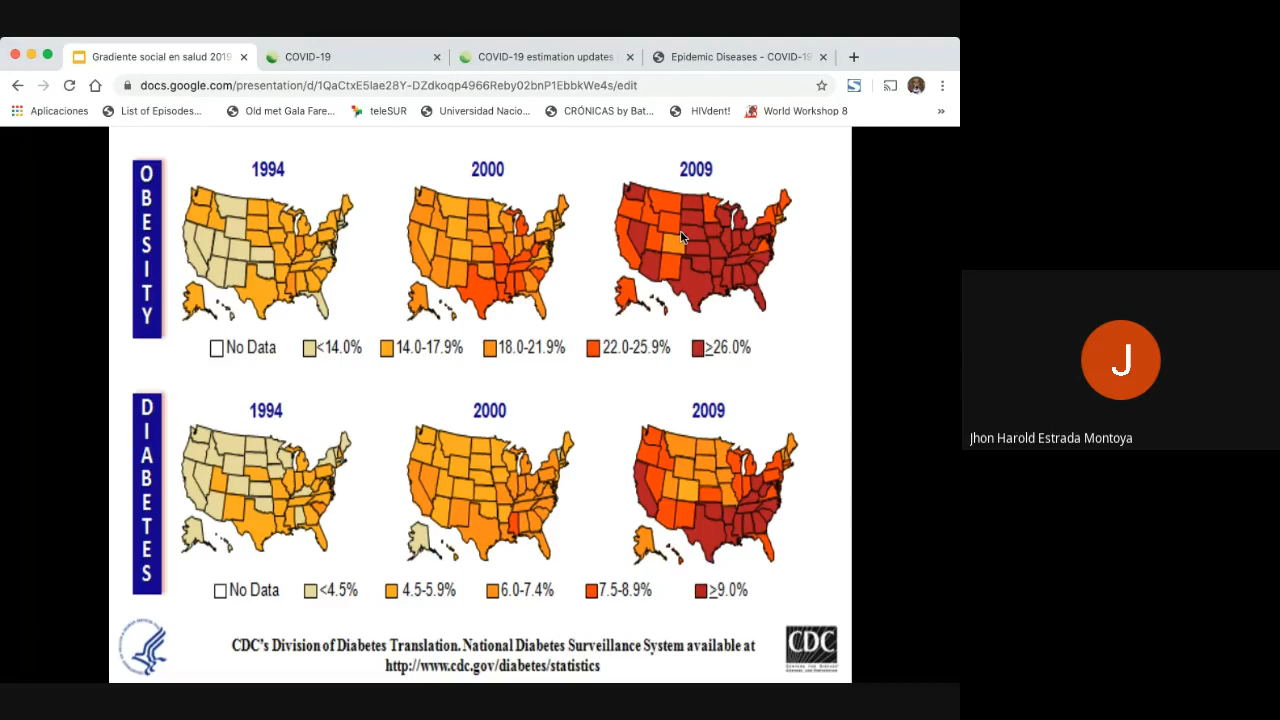 Gradiente social en salud 2019
COVID-19
COVID-19 estimation updates
Epidemic Diseases - COVID-19
docs.google.com/presentation/d/1QaCtxE5lae28Y-DZdkoqp4966Reby02bnP1EbbkWe4s/edit
Aplicaciones
List of Episodes...
Old met Gala Fare...
teleSUR
Universidad Nacio...
CRÓNICAS by Bat...
HIVdent!
World Workshop 8
»
OBESITY
1994
2000
2009
No Data
<14.0%
14.0-17.9%
18.0-21.9%
22.0-25.9%
≥26.0%
DIABETES
1994
2000
2009
No Data
<4.5%
4.5-5.9%
6.0-7.4%
7.5-8.9%
≥9.0%
CDC's Division of Diabetes Translation. National Diabetes Surveillance System available at
http://www.cdc.gov/diabetes/statistics
CDC
J
Jhon Harold Estrada Montoya